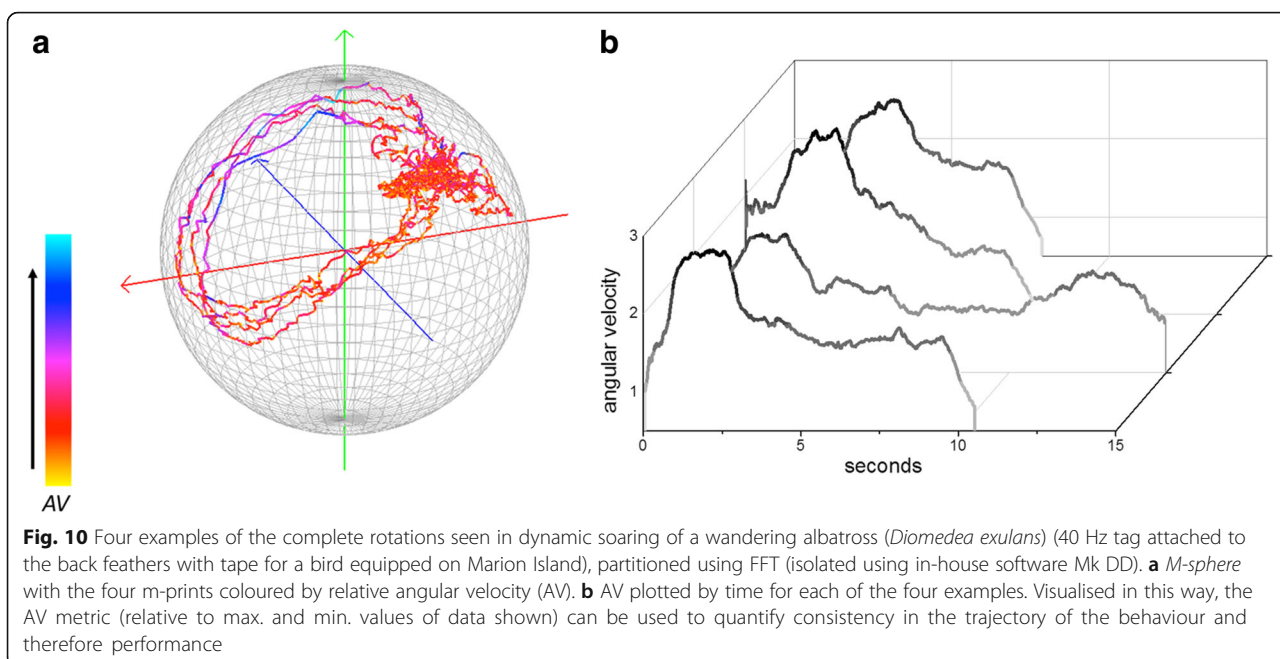 a
b
AV
3
2
1
angular velocity
0
5
10
15
seconds
Fig. 10 Four examples of the complete rotations seen in dynamic soaring of a wandering albatross (Diomedea exulans) (40 Hz tag attached to
the back feathers with tape for a bird equipped on Marion Island), partitioned using FFT (isolated using in-house software Mk DD). a M-sphere
with the four m-prints coloured by relative angular velocity (AV). b AV plotted by time for each of the four examples. Visualised in this way, the
AV metric (relative to max. and min. values of data shown) can be used to quantify consistency in the trajectory of the behaviour and
therefore performance